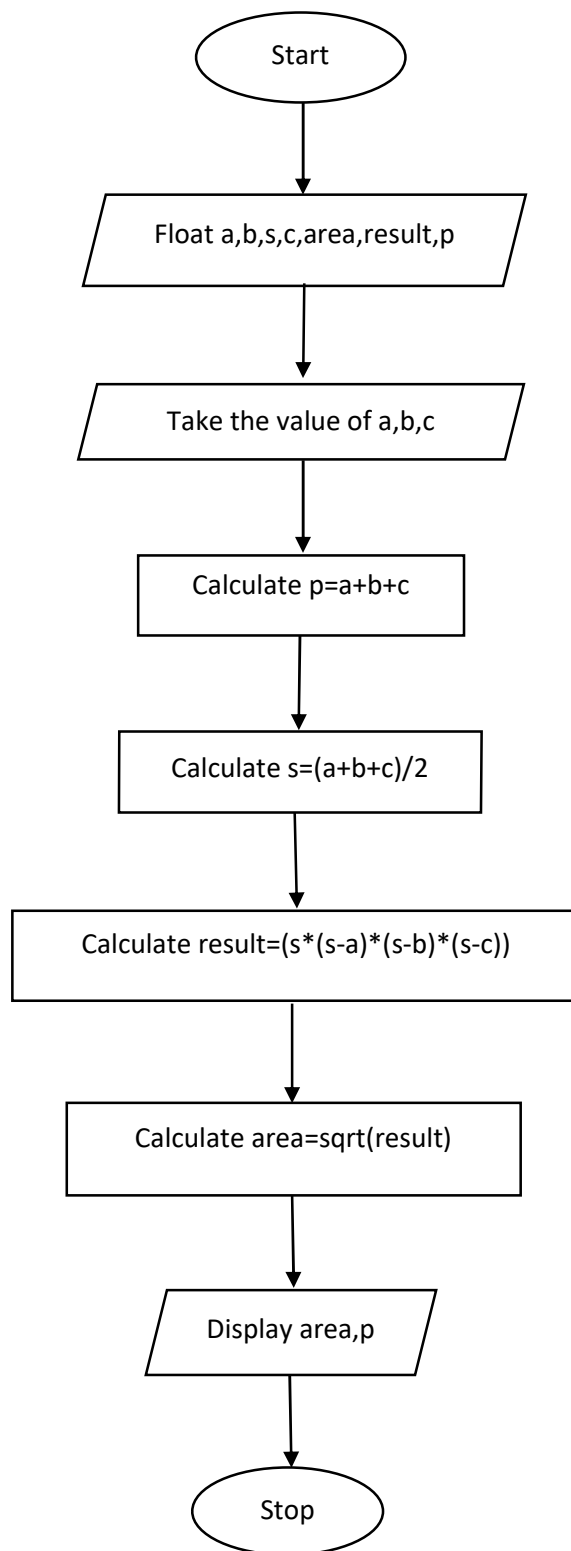 Start
Float a,b,s,c,area,result,p
Take the value of a,b,c
Calculate p=a+b+c
Calculate s=(a+b+c)/2
Calculate result=(s*(s-a)*(s-b)*(s-c))
Calculate area=sqrt(result)
Display area,p
Stop